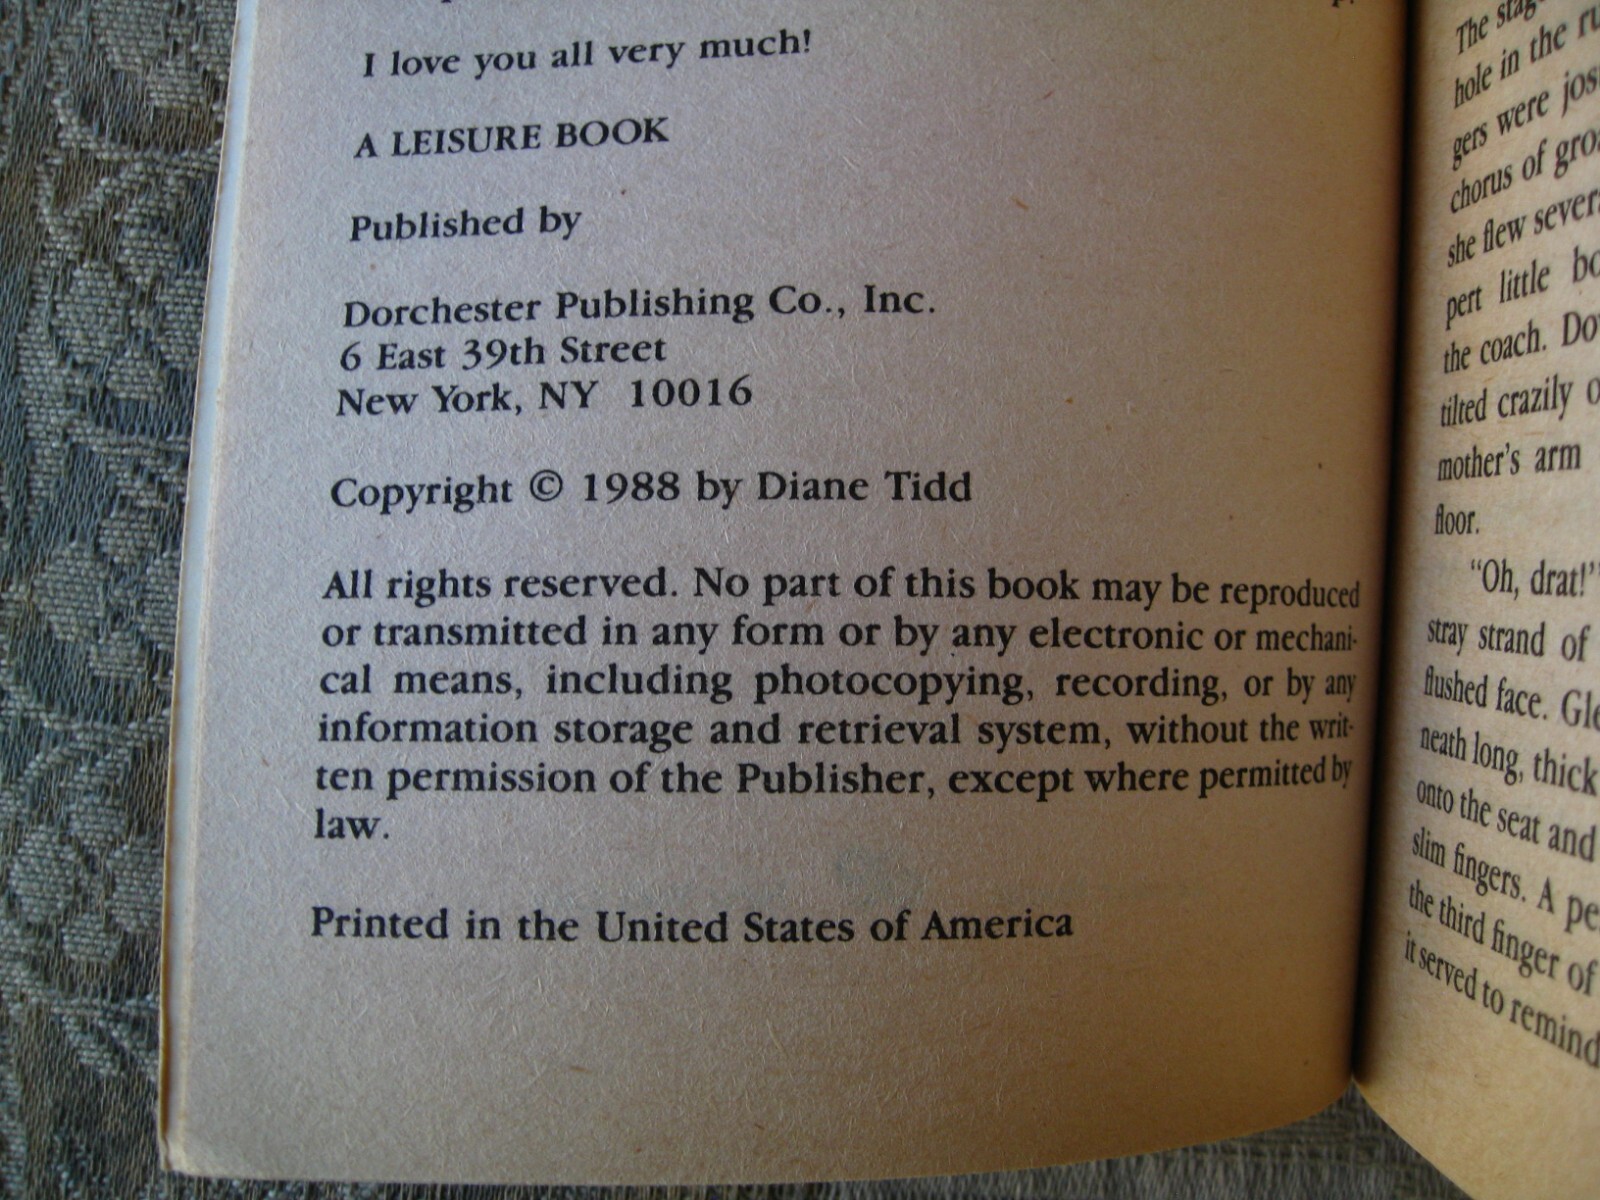 I love you all very much!
A LEISURE BOOK
Published by
Dorchester Publishing Co., Inc.
6 East 39th Street
New York, NY 10016
Copyright © 1988 by Diane Tidd
All rights reserved. No part of this book may be reproduced
or transmitted in any form or by any electronic or mechani-
cal means, including photocopying, recording, or by any
information storage and retrieval system, without the writ-
ten permission of the Publisher, except where permitted by
law.
Printed in the United States of America
The
hole in the
gers were
chorus of
she flew
pert little
the coach.
tilted crazily
mother's arm
floor.
"Oh, drat!"
stray strand of
flushed face.
neath long, thick
onto the seat and
slim fingers. A
the third finger of
it served to remind